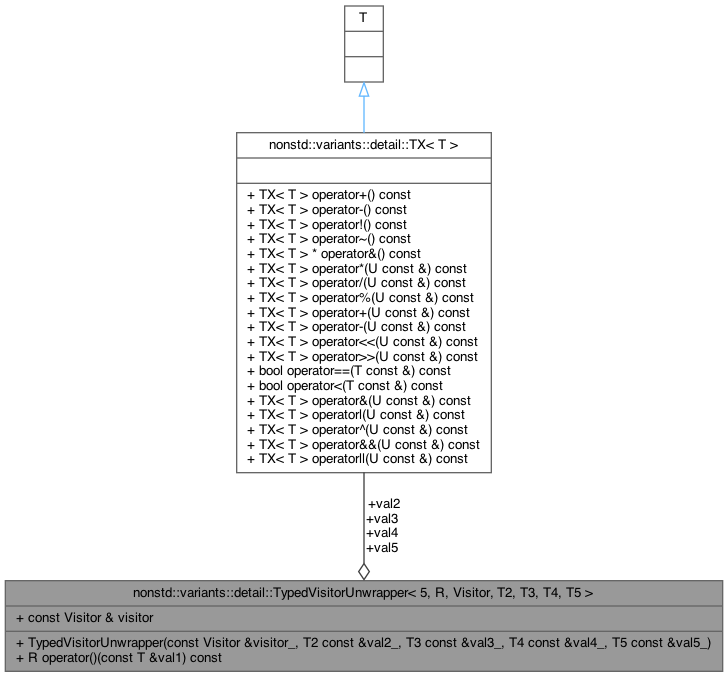 T
nonstd::variants::detail::TX< T >
+ TX< T > operator+() const
+ TX< T > operator-() const
+ TX< T > operator!() const
+ TX< T > operator~() const
+ TX< T > * operator&() const
+ TX< T > operator*(U const &) const
+ TX< T > operator/(U const &) const
+ TX< T > operator%(U const &) const
+ TX< T > operator+(U const &) const
+ TX< T > operator-(U const &) const
+ TX< T > operator<<(U const &) const
+ TX< T > operator>>(U const &) const
+ bool operator==(T const &) const
+ bool operator<(T const &) const
+ TX< T > operator&(U const &) const
+ TX< T > operator|(U const &) const
+ TX< T > operator^(U const &) const
+ TX< T > operator&&(U const &) const
+ TX< T > operator||(U const &) const
+val2
+val3
+val4
+val5
nonstd::variants::detail::TypedVisitorUnwrapper< 5, R, Visitor, T2, T3, T4, T5 >
+ const Visitor & visitor
+ TypedVisitorUnwrapper(const Visitor &visitor_, T2 const &val2_, T3 const &val3_, T4 const &val4_, T5 const &val5_)
+ R operator()(const T &val1) const